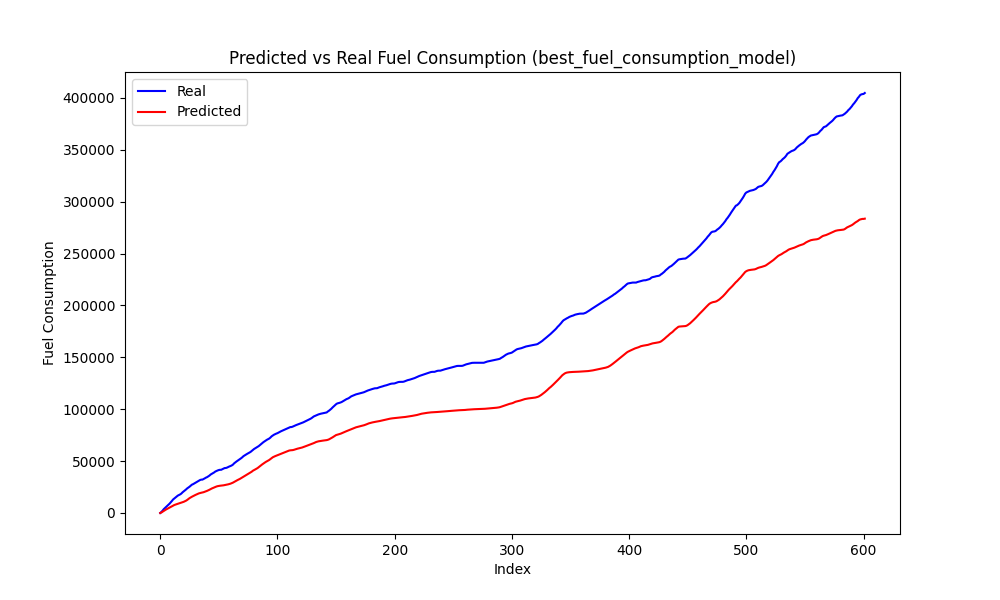 Predicted vs Real Fuel Consumption (best_fuel_consumption_model)
Real
Predicted
400000
350000
300000
250000
200000
150000
100000
50000
0
Fuel Consumption
0 100 200 300 400 500 600
Index